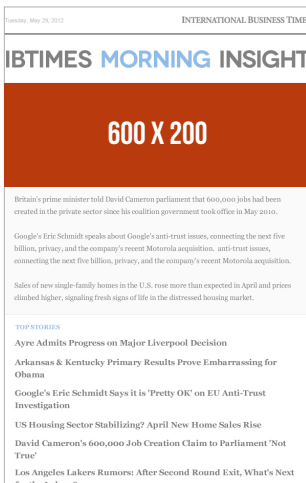 Tuesday, May 29, 2012
INTERNATIONAL BUSINESS TIME
IBTIMES MORNING INSIGHT
600 X 200
Britain's prime minister told David Cameron parliament that 600,000 jobs had been
created in the private sector since his coalition government took office in May 2010.
Google's Eric Schmidt speaks about Google's anti-trust issues, connecting the next five
billion, privacy, and the company's recent Motorola acquisition.  anti-trust issues,
connecting the next five billion, privacy, and the company's recent Motorola acquisition.
Sales of new single-family homes in the U.S. rose more than expected in April and prices
climbed higher, signaling fresh signs of life in the distressed housing market.
TOP STORIES
Ayre Admits Progress on Major Liverpool Decision
Arkansas & Kentucky Primary Results Prove Embarrassing for
Obama
Google's Eric Schmidt Says it is 'Pretty OK' on EU Anti-Trust
Investigation
US Housing Sector Stabilizing? April New Home Sales Rise
David Cameron's 600,000 Job Creation Claim to Parliament 'Not
True'
Los Angeles Lakers Rumors: After Second Round Exit, What's Next